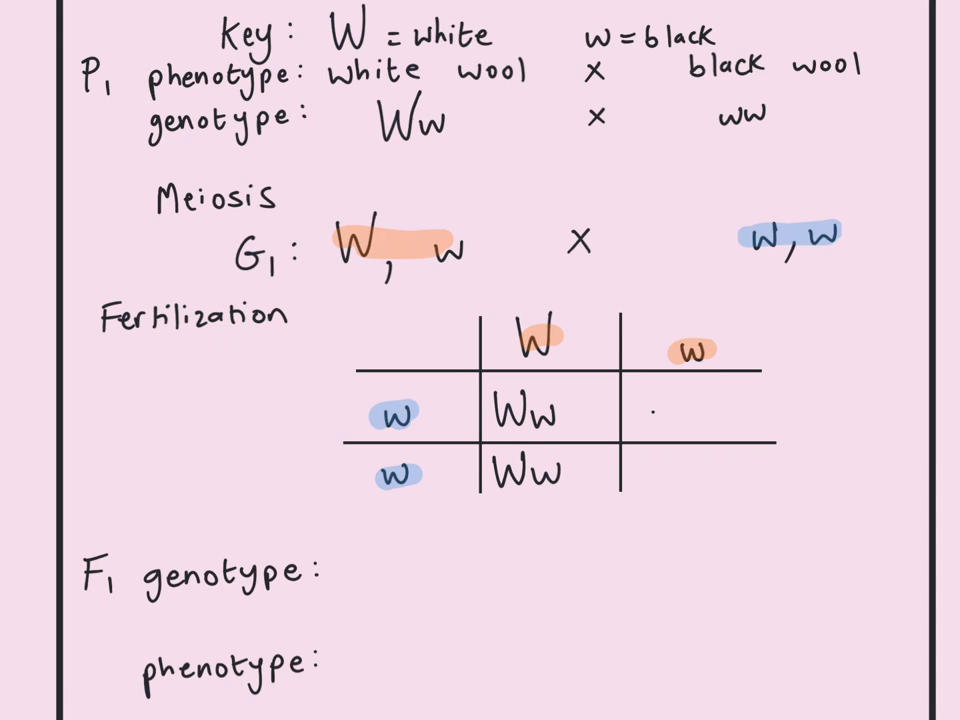 Key: W = white w = black
P₁ phenotype: white wool x black wool
genotype: Ww x ww
Meiosis
G₁: W, w X w, w
Fertilization
W w
w Ww
w Ww
F₁ genotype:
phenotype: